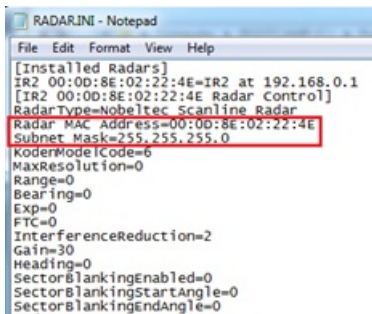 RADAR.INI - Notepad
File Edit Format View Help
[Installed Radars]
IR2 00:0D:8E:02:22:4E=IR2 at 192.168.0.1
[IR2 00:0D:8E:02:22:4E Radar Control]
RadarType=Nobeltec Scanline Radar
Radar MAC Address=00:0D:8E:02:22:4E
Subnet Mask=255.255.255.0
KodenModelCode=6
MaxResolution=0
Range=0
Bearing=0
Exp=0
FTC=0
InterferenceReduction=2
Gain=30
Heading=0
SectorBlankingEnabled=0
SectorBlankingStartAngle=0
SectorBlankingEndAngle=0